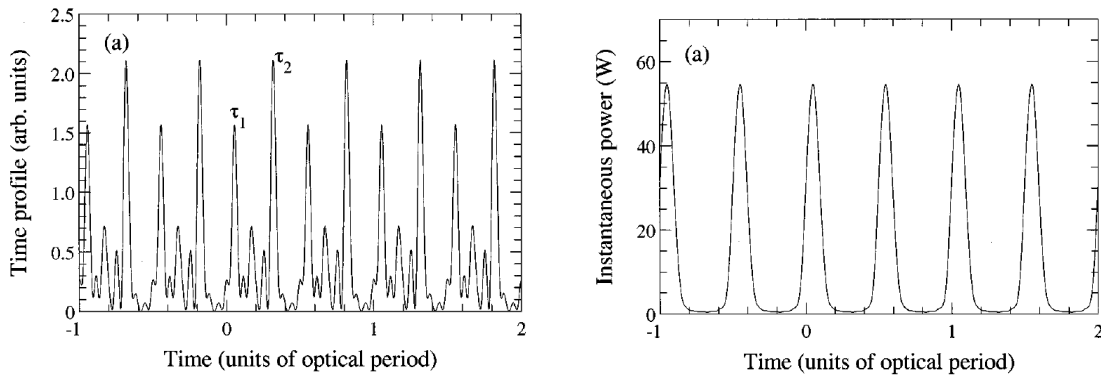 Time profile (arb. units)
2.5
2.0
1.5
1.0
0.5
0
(a)
τ1
τ2
-1
0
1
2
Time (units of optical period)
Instantaneous power (W)
60
40
20
0
(a)
-1
0
1
2
Time (units of optical period)